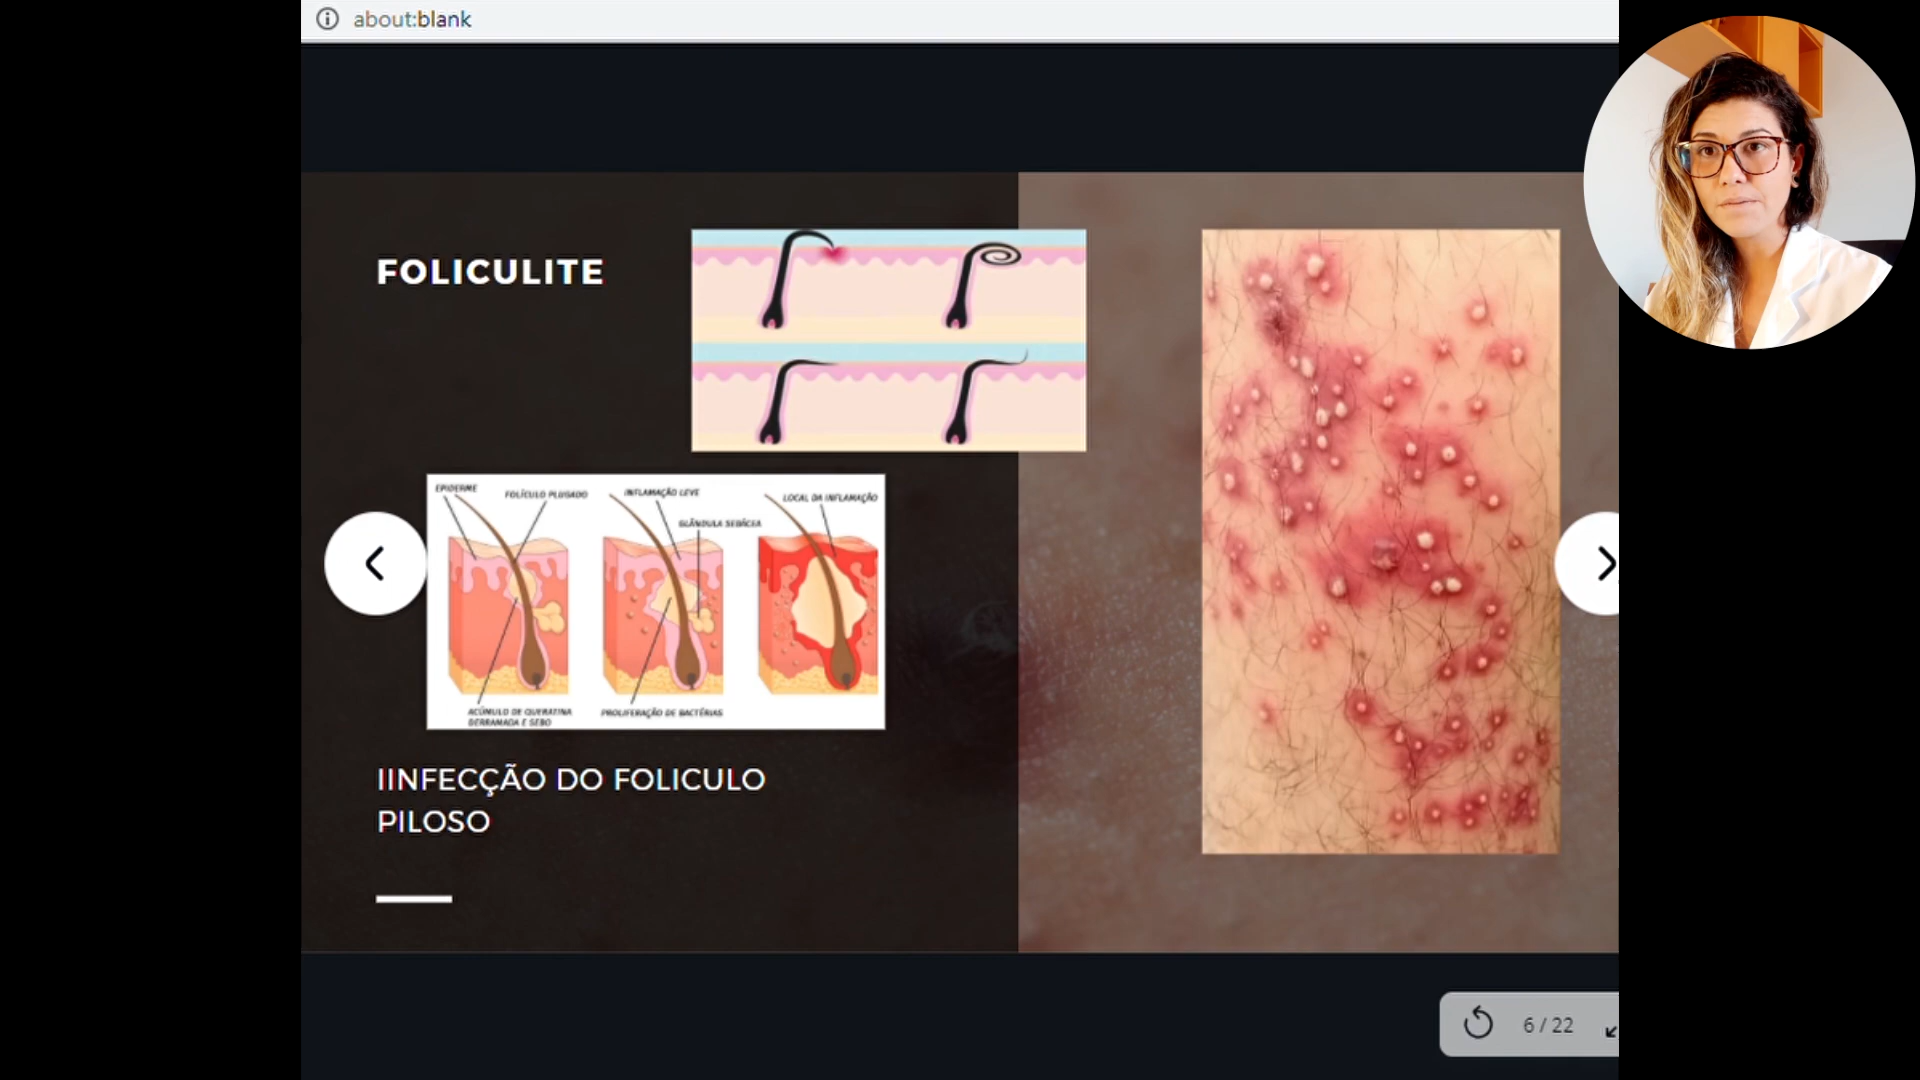 about:blank
FOLICULITE
EPIDERME
FOLÍCULO PLUGADO
INFLAMAÇÃO LEVE
GLÂNDULA SEBÁCEA
LOCAL DA INFLAMAÇÃO
ACÚMULO DE QUERATINA
DERRAMADA E SEBO
PROLIFERAÇÃO DE BACTÉRIAS
IINFECÇÃO DO FOLICULO
PILOSO
6 / 22